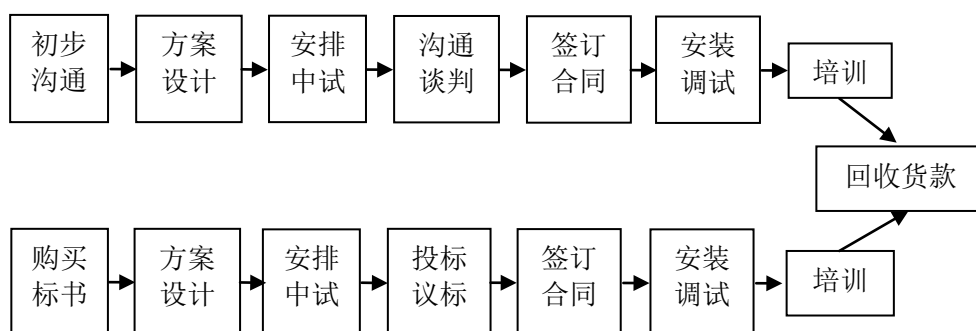 初步
沟通
方案
设计
安排
中试
沟通
谈判
签订
合同
安装
调试
培训
回收货款
购买
标书
方案
设计
安排
中试
投标
议标
签订
合同
安装
调试
培训